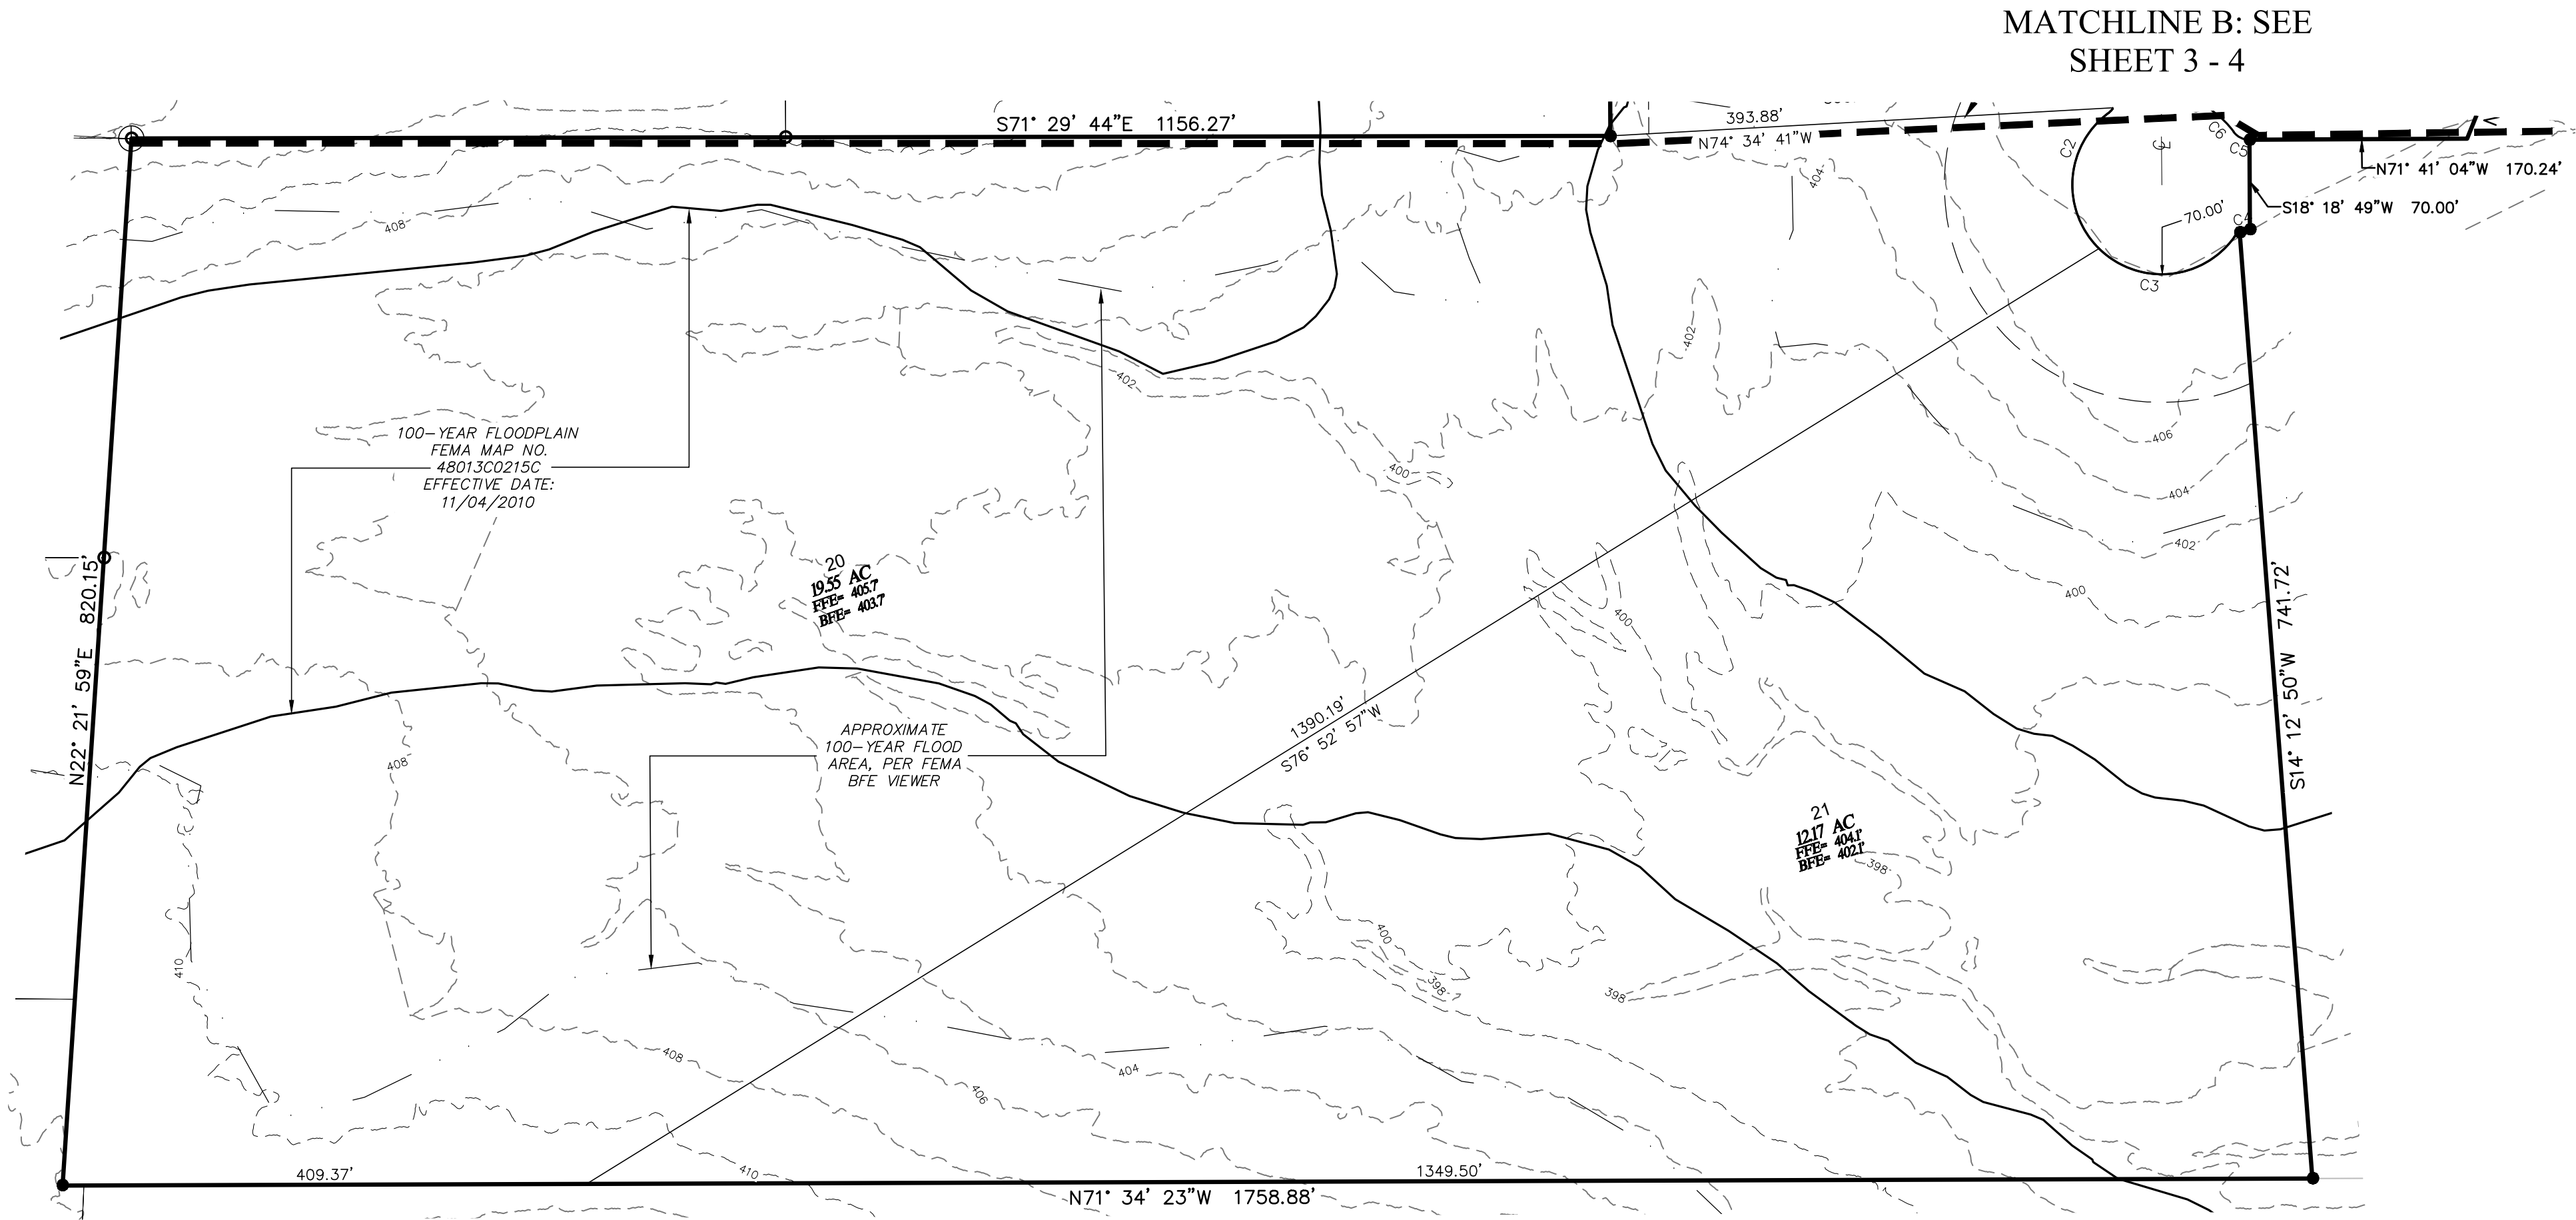 MATCHLINE B: SEE
SHEET 3 - 4
S71° 29' 44"E 1156.27'
393.88'
N74° 34' 41"W
C2
C6
C5
N71° 41' 04"W 170.24'
S18° 18' 49"W 70.00'
70.00'
C4
C3
404
408
402
402
406
400
404
402
400
400
100-YEAR FLOODPLAIN
FEMA MAP NO.
48013C0215C
EFFECTIVE DATE:
11/04/2010
20
19.55 AC
FFE= 405.7'
BFE= 403.7'
N22° 21' 59"E 820.15'
S14° 12' 50"W 741.72'
1390.19'
S76° 52' 57"W
APPROXIMATE
100-YEAR FLOOD
AREA, PER FEMA
BFE VIEWER
408
21
12.17 AC
FFE= 404.1'
BFE= 402.1'
398
400
410
398
398
408
404
406
410
409.37'
1349.50'
N71° 34' 23"W 1758.88'